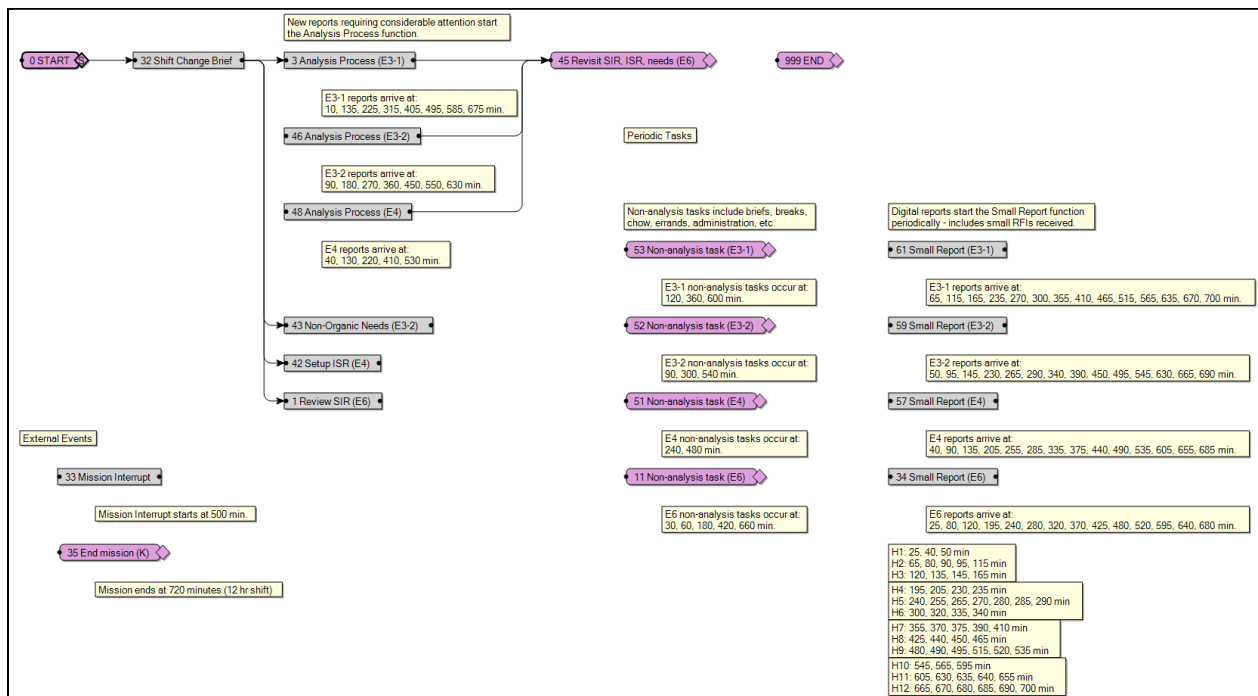 New reports requiring considerable attention start
the Analysis Process function.
0 START
S
32 Shift Change Brief
3 Analysis Process (E3-1)
45 Revisit SIR, ISR, needs (E6)
999 END
E3-1 reports arrive at:
10, 135, 225, 315, 405, 495, 585, 675 min.
46 Analysis Process (E3-2)
Periodic Tasks
E3-2 reports arrive at:
90, 180, 270, 360, 450, 550, 630 min.
48 Analysis Process (E4)
Non-analysis tasks include briefs, breaks,
chow, errands, administration, etc.
Digital reports start the Small Report function
periodically - includes small RFIs received.
E4 reports arrive at:
40, 130, 220, 410, 530 min.
53 Non-analysis task (E3-1)
61 Small Report (E3-1)
E3-1 non-analysis tasks occur at:
120, 360, 600 min.
E3-1 reports arrive at:
65, 115, 165, 235, 270, 300, 355, 410, 465, 515, 565, 635, 670, 700 min.
43 Non-Organic Needs (E3-2)
52 Non-analysis task (E3-2)
59 Small Report (E3-2)
42 Setup ISR (E4)
E3-2 non-analysis tasks occur at:
90, 300, 540 min.
E3-2 reports arrive at:
50, 95, 145, 230, 265, 290, 340, 390, 450, 495, 545, 630, 665, 690 min.
1 Review SIR (E6)
51 Non-analysis task (E4)
57 Small Report (E4)
External Events
E4 non-analysis tasks occur at:
240, 480 min.
E4 reports arrive at:
40, 90, 135, 205, 255, 285, 335, 375, 440, 490, 535, 605, 655, 685 min.
33 Mission Interrupt
11 Non-analysis task (E6)
34 Small Report (E6)
Mission Interrupt starts at 500 min.
E6 non-analysis tasks occur at:
30, 60, 180, 420, 660 min.
E6 reports arrive at:
25, 80, 120, 195, 240, 280, 320, 370, 425, 480, 520, 595, 640, 680 min.
35 End mission (K)
Mission ends at 720 minutes (12 hr shift)
H1: 25, 40, 50 min
H2: 65, 80, 90, 95, 115 min
H3: 120, 135, 145, 165 min
H4: 195, 205, 230, 235 min
H5: 240, 255, 265, 270, 280, 285, 290 min
H6: 300, 320, 335, 340 min
H7: 355, 370, 375, 390, 410 min
H8: 425, 440, 450, 465 min
H9: 480, 490, 495, 515, 520, 535 min
H10: 545, 565, 595 min
H11: 605, 630, 635, 640, 655 min
H12: 665, 670, 680, 685, 690, 700 min